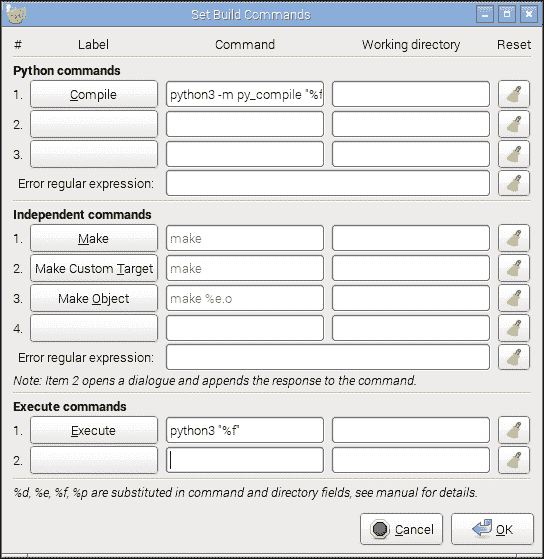 Set Build Commands
# Label Command Working directory Reset
Python commands
1. Compile python3 -m py_compile "%f
2.
3.
Error regular expression:
Independent commands
1. Make make
2. Make Custom Target make
3. Make Object make %e.o
4.
Error regular expression:
Note: Item 2 opens a dialogue and appends the response to the command.
Execute commands
1. Execute python3 "%f"
2.
%d, %e, %f, %p are substituted in command and directory fields, see manual for details.
Cancel OK